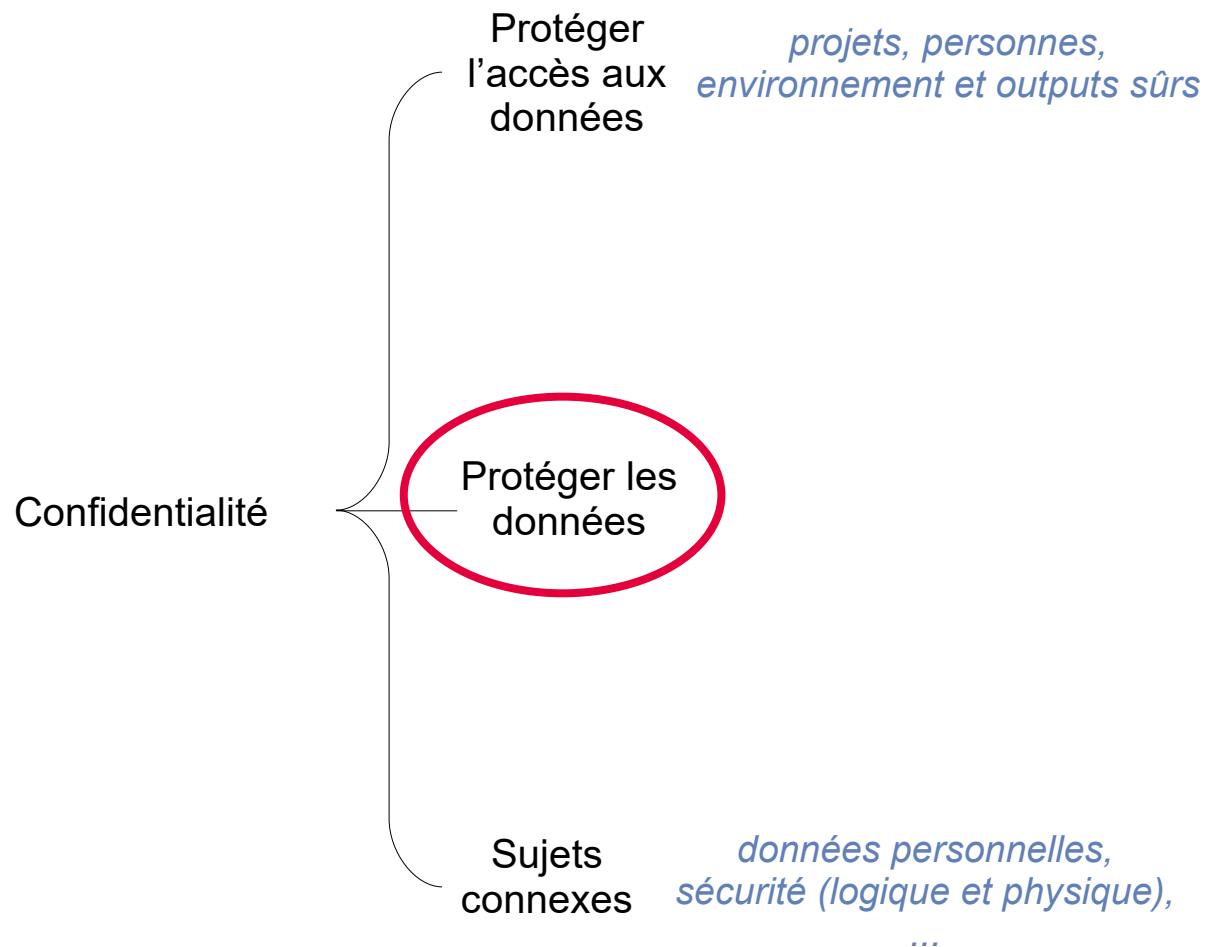 Protéger
l’accès aux
données
projets, personnes,
environnement et outputs sûrs
Confidentialité
Protéger les
données
Sujets
connexes
données personnelles,
sécurité (logique et physique),
...